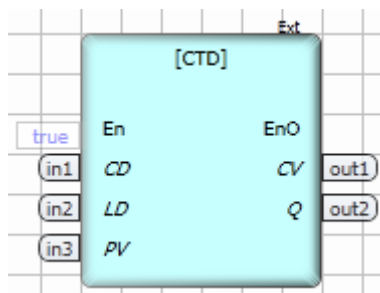 Ext
[CTD]
true En EnO
in1 CD CV out1
in2 LD Q out2
in3 PV